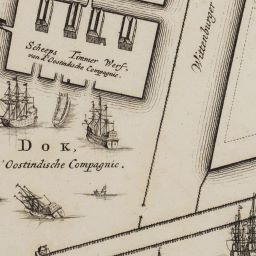 Scheeps Timmer Werf,
van d'Oostindische Compagnie.
Wittenburger
DOK,
Oostindische Compagnie.